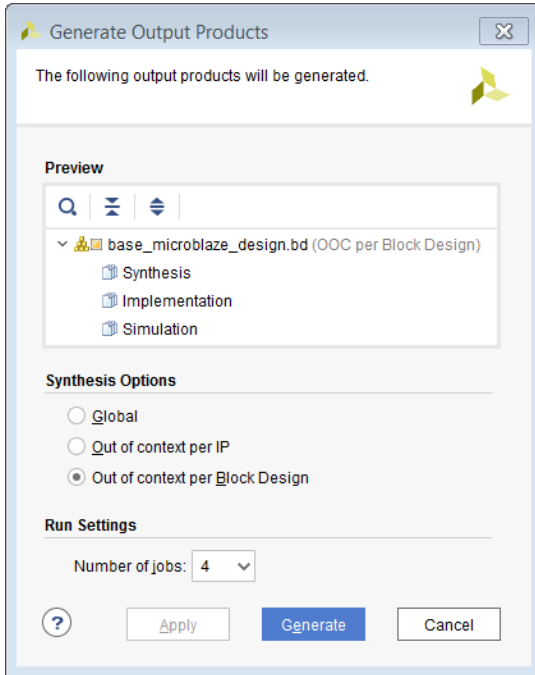 Generate Output Products
The following output products will be generated.
Preview
base_microblaze_design.bd (OOC per Block Design)
Synthesis
Implementation
Simulation
Synthesis Options
Global
Out of context per IP
Out of context per Block Design
Run Settings
Number of jobs: 4
? Apply Generate Cancel